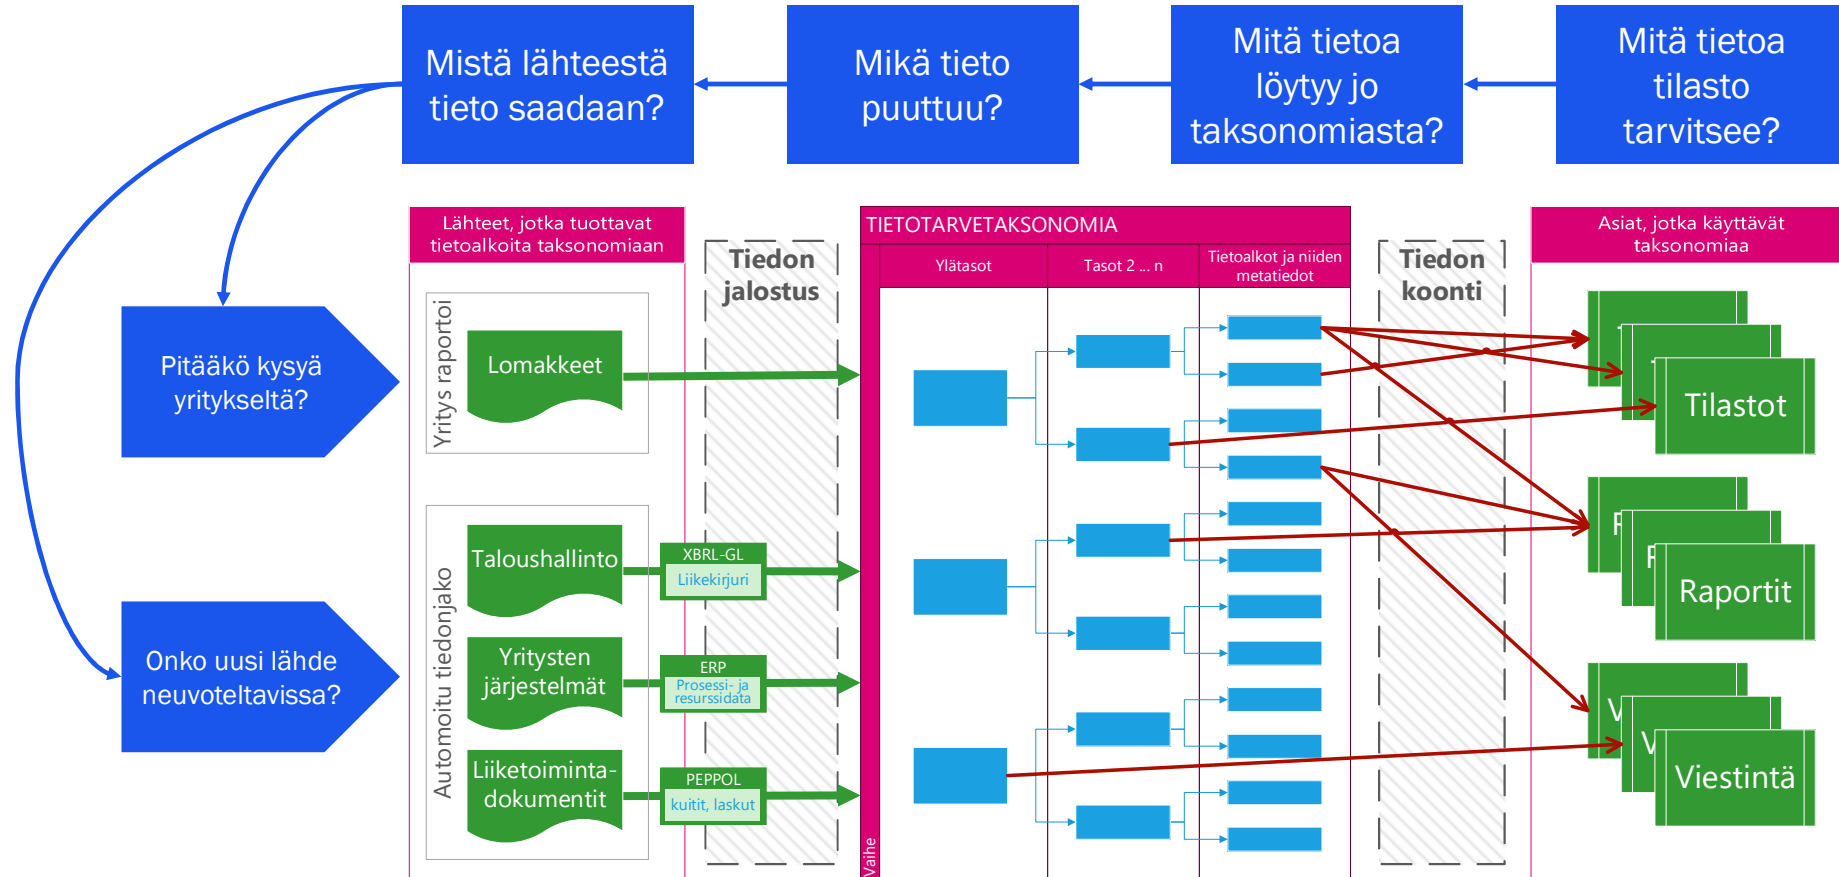 Mistä lähteestä
tieto saadaan?
Mikä tieto
puuttuu?
Mitä tietoa
löytyy jo
taksonomiasta?
Mitä tietoa
tilasto
tarvitsee?
Pitääkö kysyä
yritykseltä?
Onko uusi lähde
neuvoteltavissa?
Lähteet, jotka tuottavat
tietoalkoita taksonomiaan
Yritys raportoi
Lomakkeet
Automoitu tiedonjako
Taloushallinto
XBRL-GL
Liikekirjuri
Yritysten
järjestelmät
ERP
Prosessi- ja
resurssidata
Liiketoiminta-
dokumentit
PEPPOL
kuitit, laskut
Tiedon
jalostus
TIETOTARVETAKSONOMIA
Vaihe
Ylätasot
Tasot 2 ... n
Tietoalkot ja niiden
metatiedot
Tiedon
koonti
Asiat, jotka käyttävät
taksonomiaa
Tilastot
R
R
Raportit
V
V
Viestintä